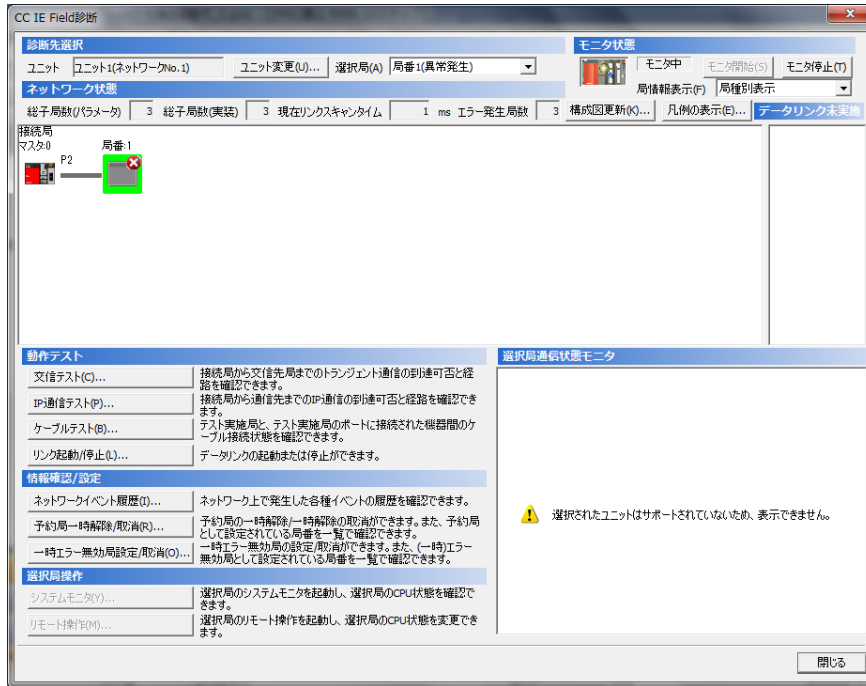 CC IE Field診断
診断先選択
ユニット ユニット1(ネットワークNo.1) ユニット変更(U)... 選択局(A) 局番1(異常発生)
モニタ状態
モニタ中 モニタ開始(S) モニタ停止(T)
局情報表示(F) 局種別表示
ネットワーク状態
総子局数(パラメータ) 3 総子局数(実装) 3 現在リンクスキャンタイム 1 ms エラー発生局数 3 構成図更新(K)... 凡例の表示(E)... データリンク未実施
接続局
マスタ:0 局番:1
P2
動作テスト
交信テスト(C)... 接続局から交信先局までのトランジェント通信の到達可否と経
路を確認できます。
IP通信テスト(P)... 接続局から通信先までのIP通信の到達可否と経路を確認でき
ます。
ケーブルテスト(B)... テスト実施局と、テスト実施局のポートに接続された機器間のケ
ーブル接続状態を確認できます。
リンク起動/停止(L)... データリンクの起動または停止ができます。
情報確認/設定
ネットワークイベント履歴(I)... ネットワーク上で発生した各種イベントの履歴を確認できます。
予約局一時解除/取消(R)... 予約局の一時解除/一時解除の取消ができます。また、予約局
として設定されている局番を一覧で確認できます。
一時エラー無効局設定/取消(O)... 一時エラー無効局の設定/取消ができます。また、(一時)エラー
無効局として設定されている局番を一覧で確認できます。
選択局操作
システムモニタ(Y)... 選択局のシステムモニタを起動し、選択局のCPU状態を確認で
きます。
リモート操作(M)... 選択局のリモート操作を起動し、選択局のCPU状態を変更でき
ます。
選択局通信状態モニタ
選択されたユニットはサポートされていないため、表示できません。
閉じる